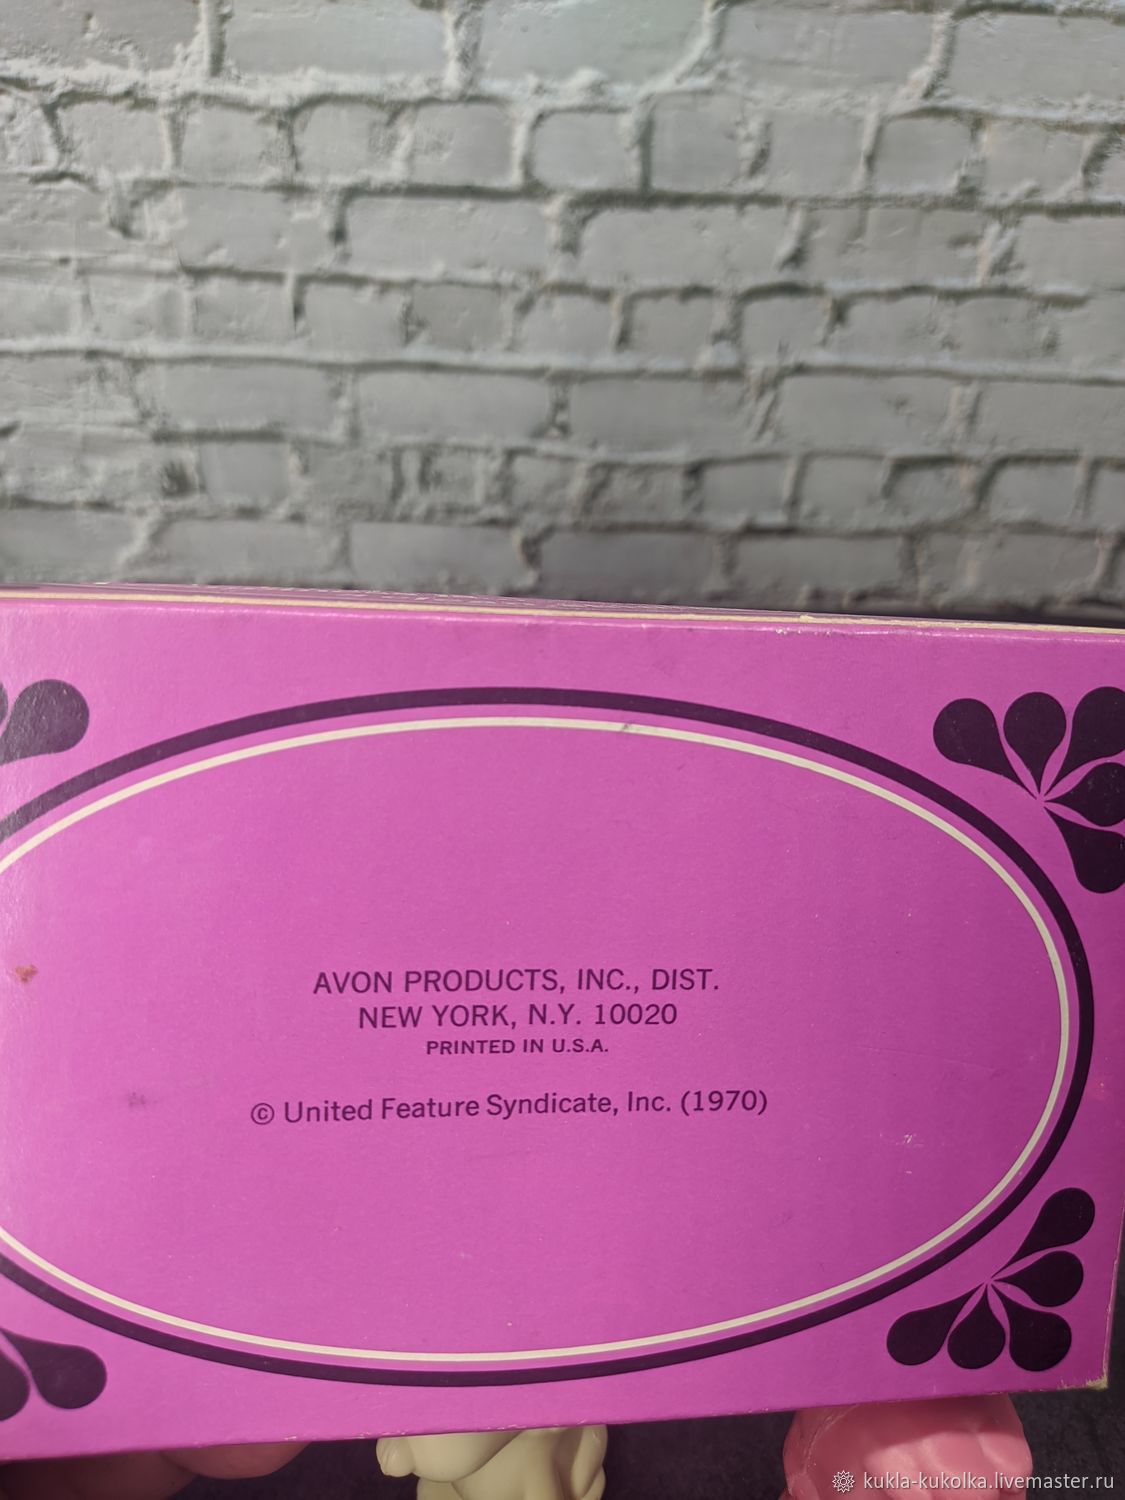 AVON PRODUCTS, INC., DIST.
NEW YORK, N.Y. 10020
PRINTED IN U.S.A.
© United Feature Syndicate, Inc. (1970)
kukla-kukolka.livemaster.ru